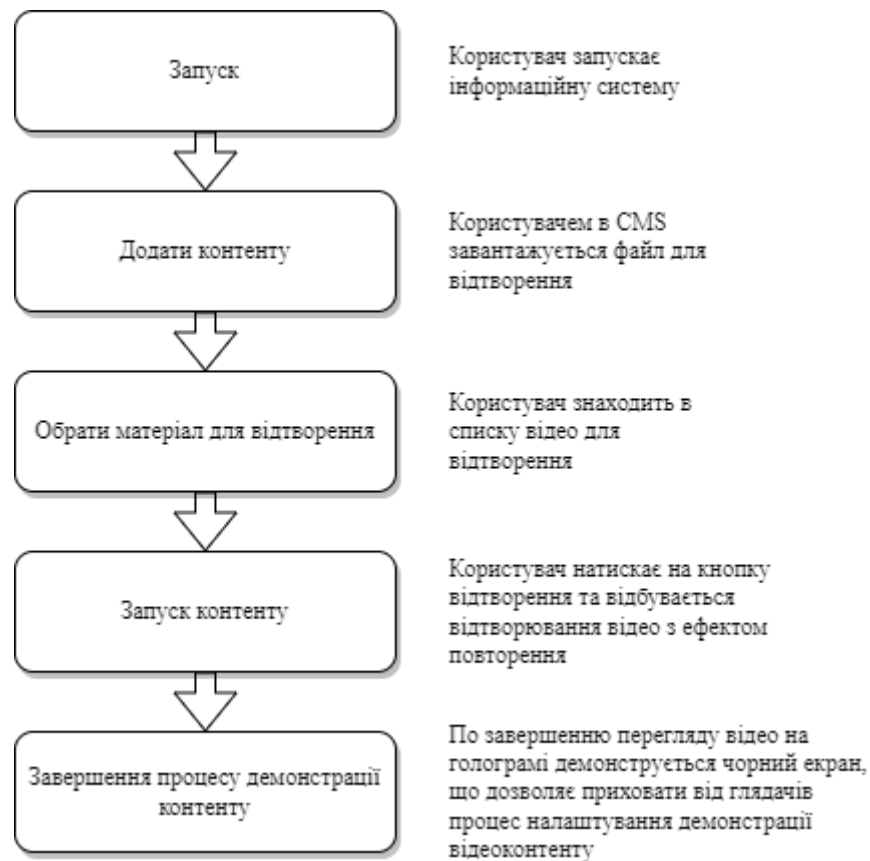 Запуск
Користувач запускає
інформаційну систему
Додати контенту
Користувачем в CMS
завантажується файл для
відтворення
Обрати матеріал для відтворення
Користувач знаходить в
списку відео для
відтворення
Запуск контенту
Користувач натискає на кнопку
відтворення та відбувається
відтворювання відео з ефектом
повторення
Завершення процесу демонстрації
контенту
По завершенню перегляду відео на
голограмі демонструється чорний екран,
що дозволяє приховати від глядачів
процес налаштування демонстрації
відеоконтенту